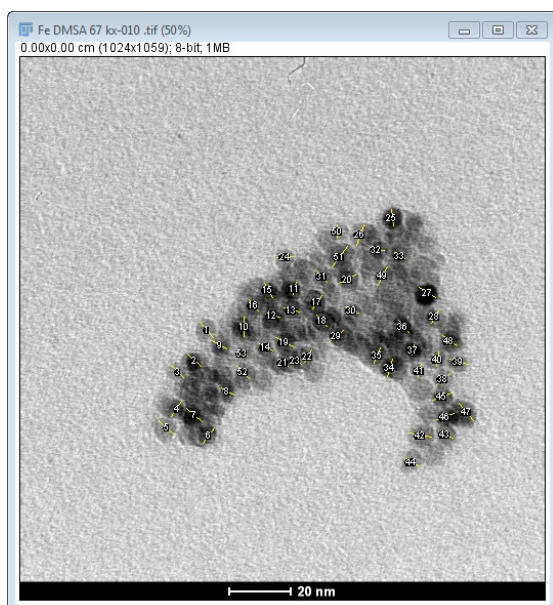 Fe DMSA 67 kx-010 .tif (50%)
0.00x0.00 cm (1024x1059); 8-bit; 1MB
25
50 26
32
24 51 33
31 20 49
15 11 27
16 17
12 13 30 28
18
1 10 36
29
9 14 19 48
53 35 37
2 21 23 22 40 39
34
3 52 41
38
8 45
4 7 46 47
5 6 42 43
44
20 nm